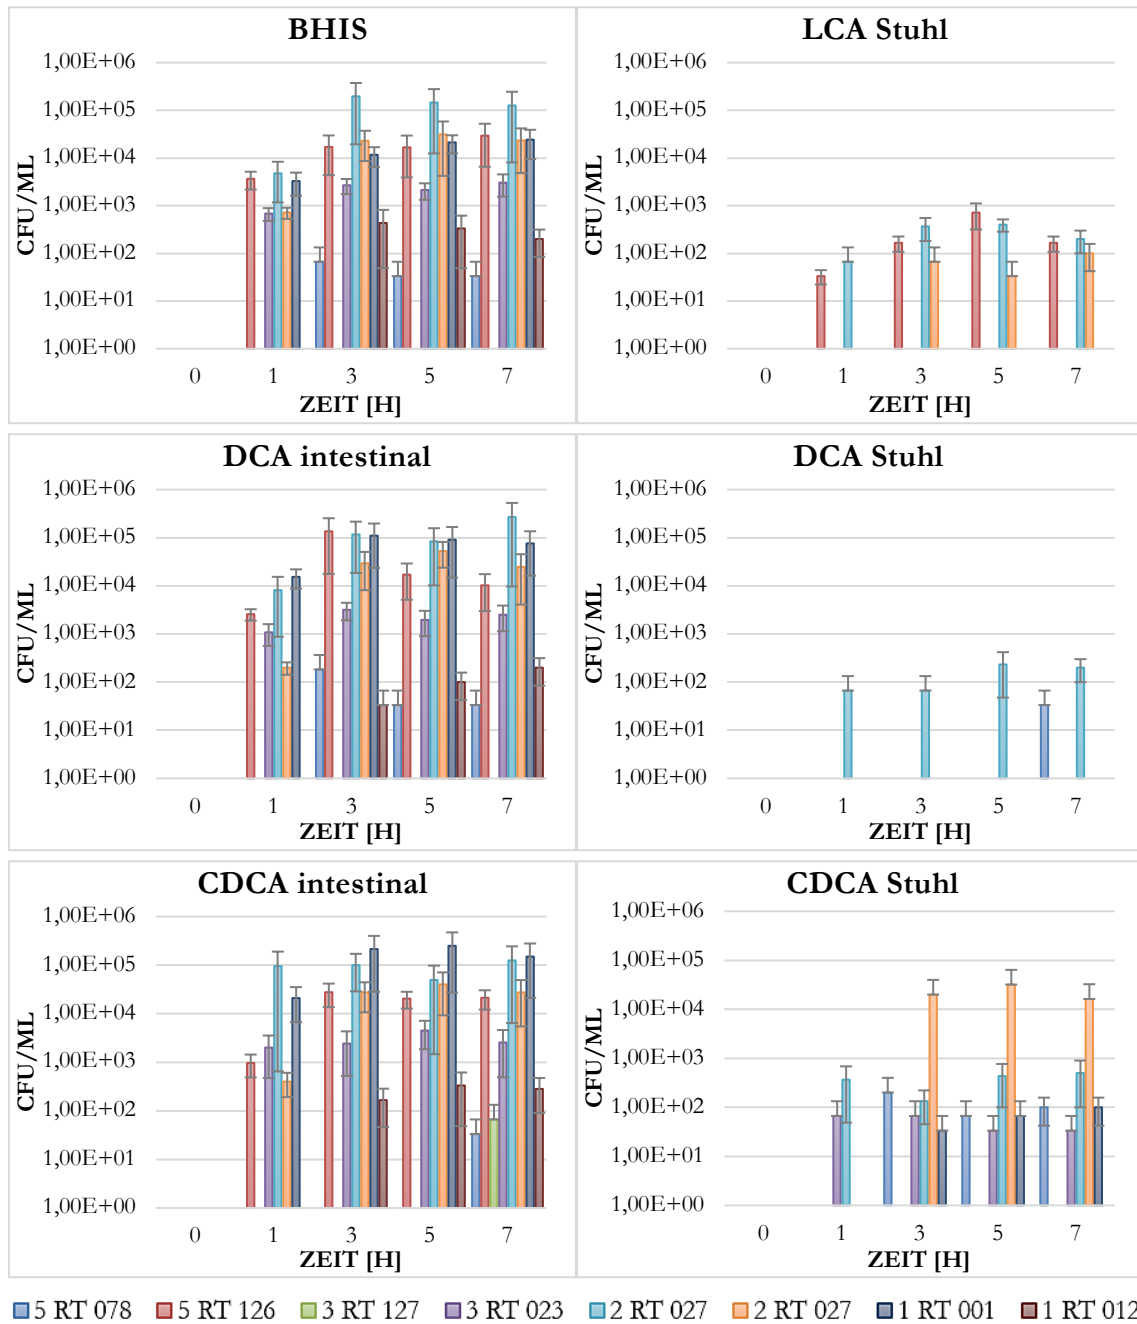 BHIS
1,00E+06
1,00E+05
1,00E+04
1,00E+03
1,00E+02
1,00E+01
1,00E+00
CFU/ML
0 1 3 5 7
ZEIT [H]
LCA Stuhl
1,00E+06
1,00E+05
1,00E+04
1,00E+03
1,00E+02
1,00E+01
1,00E+00
CFU/ML
0 1 3 5 7
ZEIT [H]
DCA intestinal
1,00E+06
1,00E+05
1,00E+04
1,00E+03
1,00E+02
1,00E+01
1,00E+00
CFU/ML
0 1 3 5 7
ZEIT [H]
DCA Stuhl
1,00E+06
1,00E+05
1,00E+04
1,00E+03
1,00E+02
1,00E+01
1,00E+00
CFU/ML
0 1 3 5 7
ZEIT [H]
CDCA intestinal
1,00E+06
1,00E+05
1,00E+04
1,00E+03
1,00E+02
1,00E+01
1,00E+00
CFU/ML
0 1 3 5 7
ZEIT [H]
CDCA Stuhl
1,00E+06
1,00E+05
1,00E+04
1,00E+03
1,00E+02
1,00E+01
1,00E+00
CFU/ML
0 1 3 5 7
ZEIT [H]
5 RT 078 5 RT 126 3 RT 127 3 RT 023 2 RT 027 2 RT 027 1 RT 001 1 RT 012